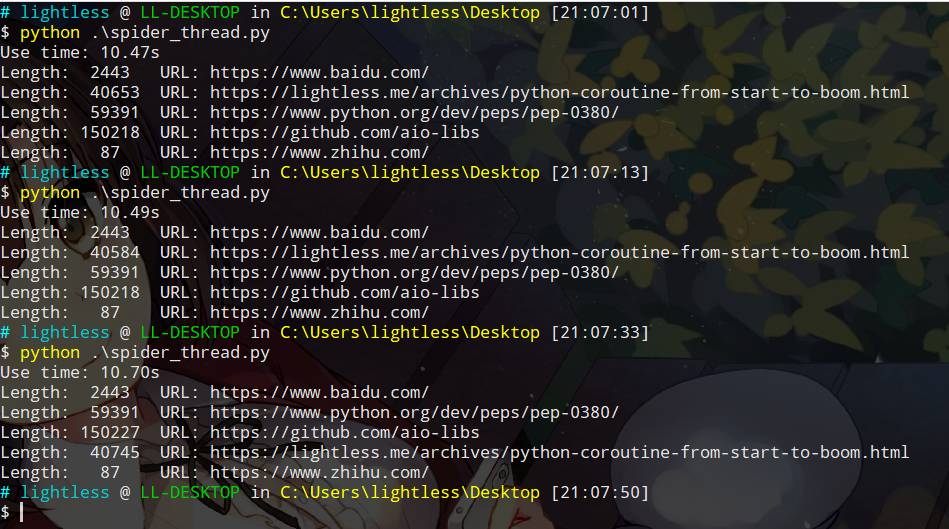 # lightless @ LL-DESKTOP in C:\Users\lightless\Desktop [21:07:01]
$ python .\spider_thread.py
Use time: 10.47s
Length:   2443   URL: https://www.baidu.com/
Length:  40653   URL: https://lightless.me/archives/python-coroutine-from-start-to-boom.html
Length:  59391   URL: https://www.python.org/dev/peps/pep-0380/
Length: 150218   URL: https://github.com/aio-libs
Length:     87   URL: https://www.zhihu.com/
# lightless @ LL-DESKTOP in C:\Users\lightless\Desktop [21:07:13]
$ python .\spider_thread.py
Use time: 10.49s
Length:   2443   URL: https://www.baidu.com/
Length:  40584   URL: https://lightless.me/archives/python-coroutine-from-start-to-boom.html
Length:  59391   URL: https://www.python.org/dev/peps/pep-0380/
Length: 150218   URL: https://github.com/aio-libs
Length:     87   URL: https://www.zhihu.com/
# lightless @ LL-DESKTOP in C:\Users\lightless\Desktop [21:07:33]
$ python .\spider_thread.py
Use time: 10.70s
Length:   2443   URL: https://www.baidu.com/
Length:  59391   URL: https://www.python.org/dev/peps/pep-0380/
Length: 150227   URL: https://github.com/aio-libs
Length:  40745   URL: https://lightless.me/archives/python-coroutine-from-start-to-boom.html
Length:     87   URL: https://www.zhihu.com/
# lightless @ LL-DESKTOP in C:\Users\lightless\Desktop [21:07:50]
$